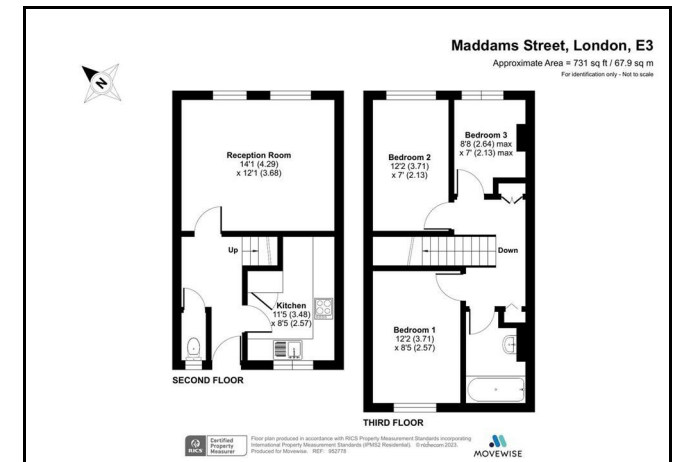 Maddams Street, London, E3
Approximate Area = 731 sq ft / 67.9 sq m
For identification only - Not to scale
N
Reception Room
14'1 (4.29)
x 12'1 (3.68)
Up
Kitchen
11'5 (3.48)
x 8'5 (2.57)
SECOND FLOOR
Bedroom 2
12'2 (3.71)
x 7' (2.13)
Bedroom 3
8'8 (2.64) max
x 7' (2.13) max
Down
Bedroom 1
12'2 (3.71)
x 8'5 (2.57)
THIRD FLOOR
RICS
Certified
Property
Measurer
Floor plan produced in accordance with RICS Property Measurement Standards incorporating
International Property Measurement Standards (IPMS2 Residential). © nichecom 2023.
Produced for Movewise. REF: 952778
MOVEWISE